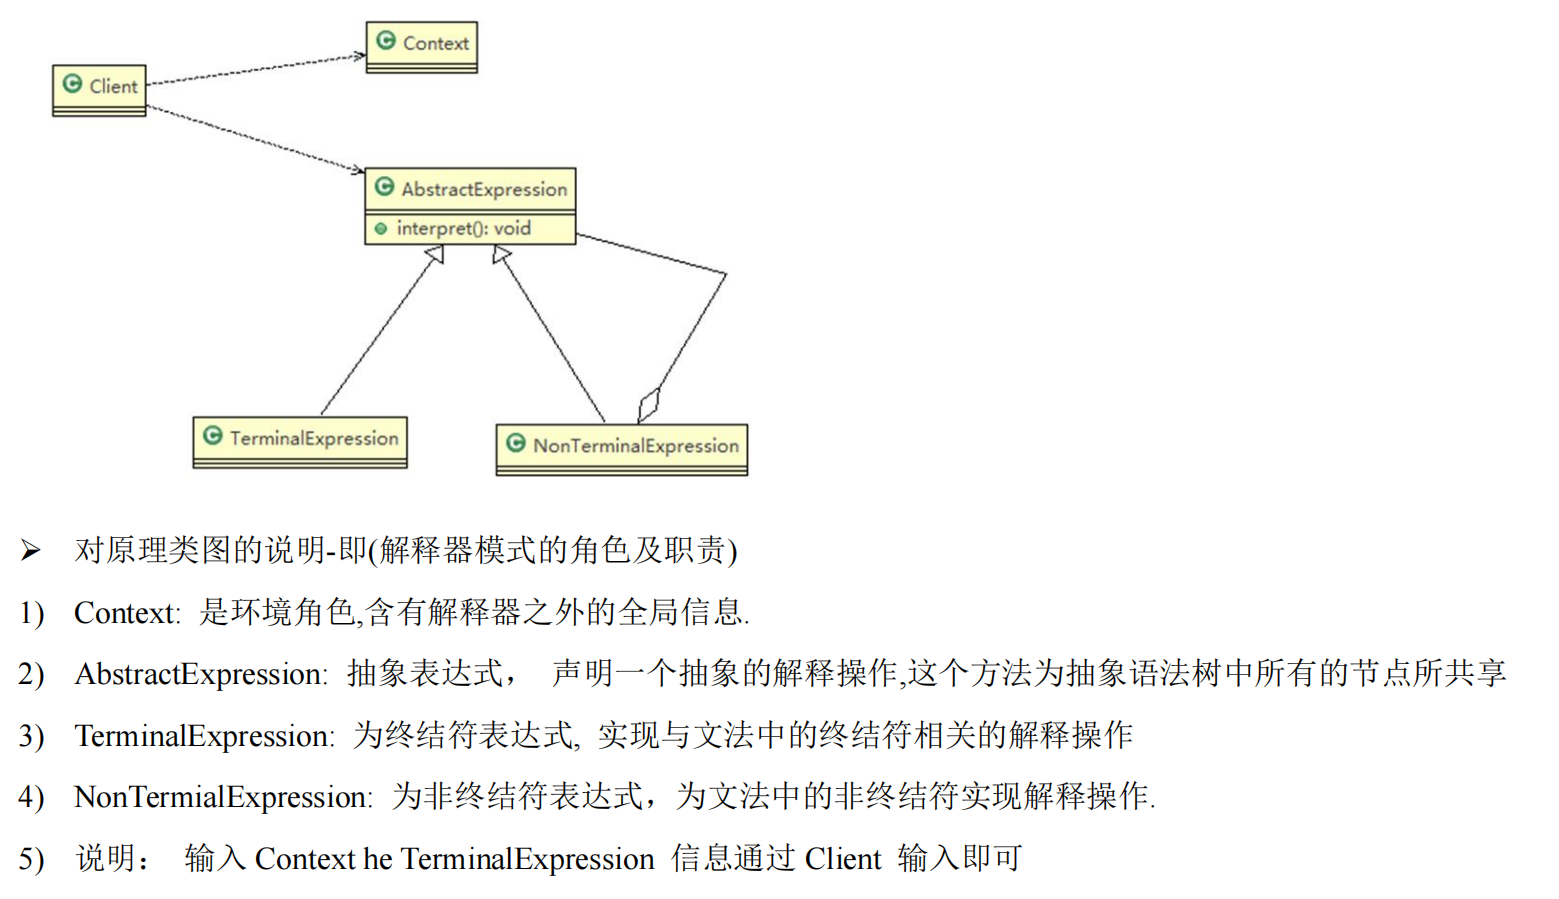 Context
Client
AbstractExpression
interpret(): void
TerminalExpression
NonTerminalExpression
➢ 对原理类图的说明-即(解释器模式的角色及职责)
1) Context: 是环境角色,含有解释器之外的全局信息.
2) AbstractExpression: 抽象表达式， 声明一个抽象的解释操作,这个方法为抽象语法树中所有的节点所共享
3) TerminalExpression: 为终结符表达式, 实现与文法中的终结符相关的解释操作
4) NonTermialExpression: 为非终结符表达式，为文法中的非终结符实现解释操作.
5) 说明： 输入 Context he TerminalExpression 信息通过 Client 输入即可